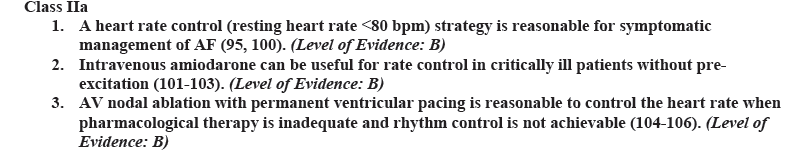 Class IIa
1. A heart rate control (resting heart rate <80 bpm) strategy is reasonable for symptomatic
management of AF (95, 100). (Level of Evidence: B)
2. Intravenous amiodarone can be useful for rate control in critically ill patients without pre-
excitation (101-103). (Level of Evidence: B)
3. AV nodal ablation with permanent ventricular pacing is reasonable to control the heart rate when
pharmacological therapy is inadequate and rhythm control is not achievable (104-106). (Level of
Evidence: B)